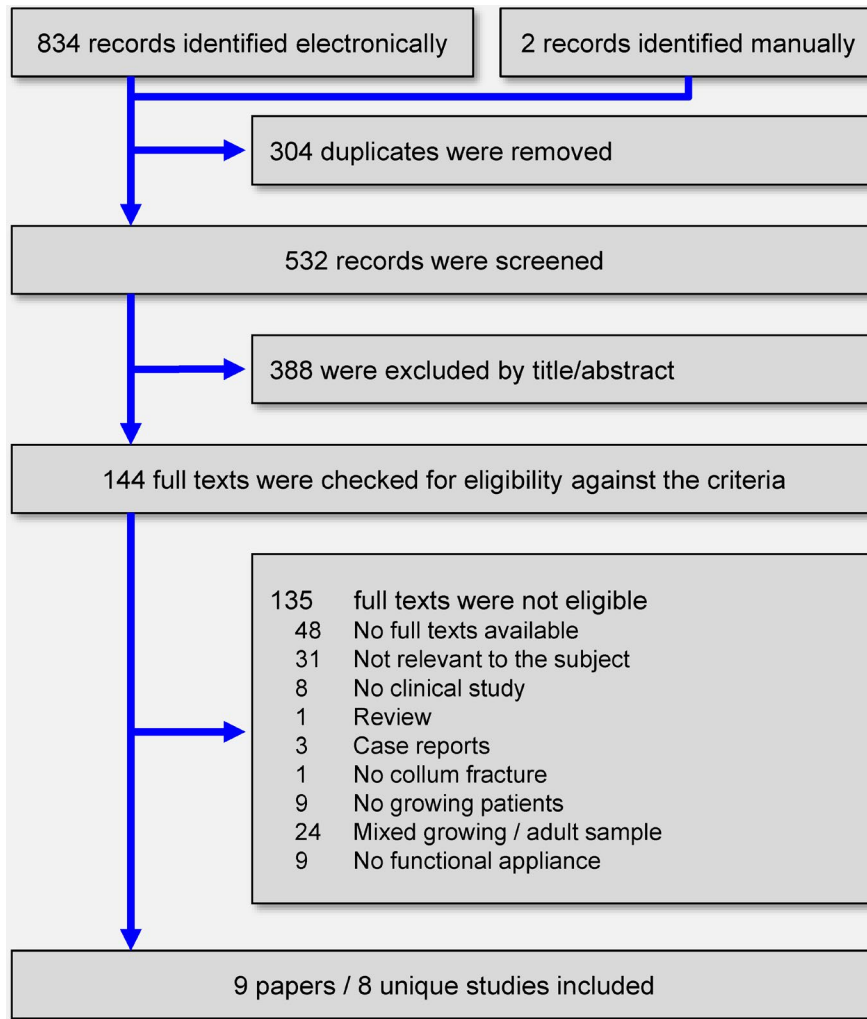 834 records identified electronically
2 records identified manually
304 duplicates were removed
532 records were screened
388 were excluded by title/abstract
144 full texts were checked for eligibility against the criteria
135 full texts were not eligible
48 No full texts available
31 Not relevant to the subject
8 No clinical study
1 Review
3 Case reports
1 No collum fracture
9 No growing patients
24 Mixed growing / adult sample
9 No functional appliance
9 papers / 8 unique studies included